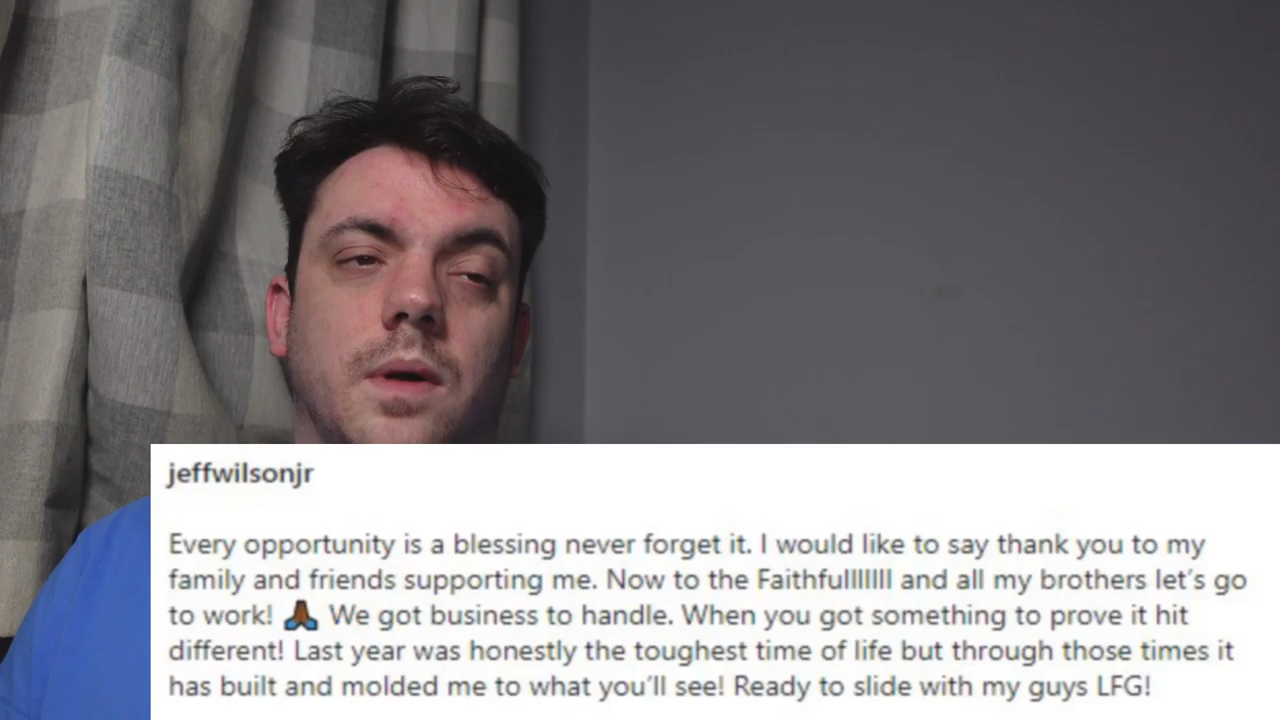 jeffwilsonjr
Every opportunity is a blessing never forget it. I would like to say thank you to my
family and friends supporting me. Now to the Faithfulllllll and all my brothers let's go
to work! 🙏🏾 We got business to handle. When you got something to prove it hit
different! Last year was honestly the toughest time of life but through those times it
has built and molded me to what you'll see! Ready to slide with my guys LFG!